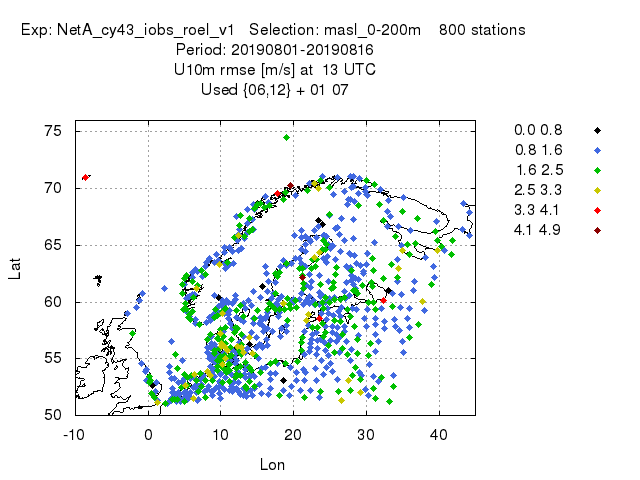 Exp: NetA_cy43_iobs_roel_v1 Selection: masl_0-200m 800 stations
Period: 20190801-20190816
U10m rmse [m/s] at 13 UTC
Used {06,12} + 01 07
75
70
65
60
55
50
-10 0 10 20 30 40
Lat
Lon
0.0 0.8
0.8 1.6
1.6 2.5
2.5 3.3
3.3 4.1
4.1 4.9